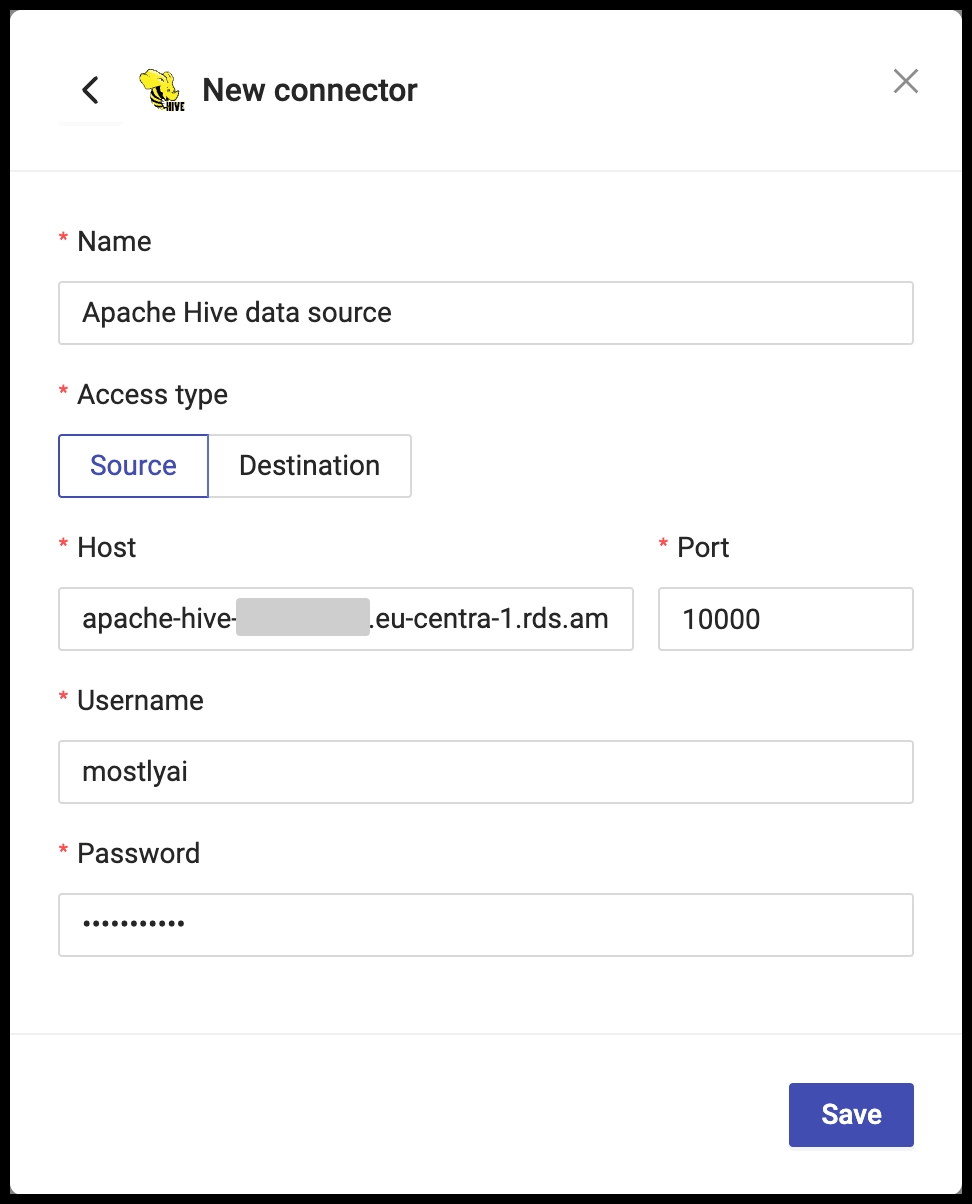 HIVE
New connector
* Name
Apache Hive data source
* Access type
Source Destination
* Host * Port
apache-hive- .eu-centra-1.rds.am 10000
* Username
mostlyai
* Password
•••••••••••
Save